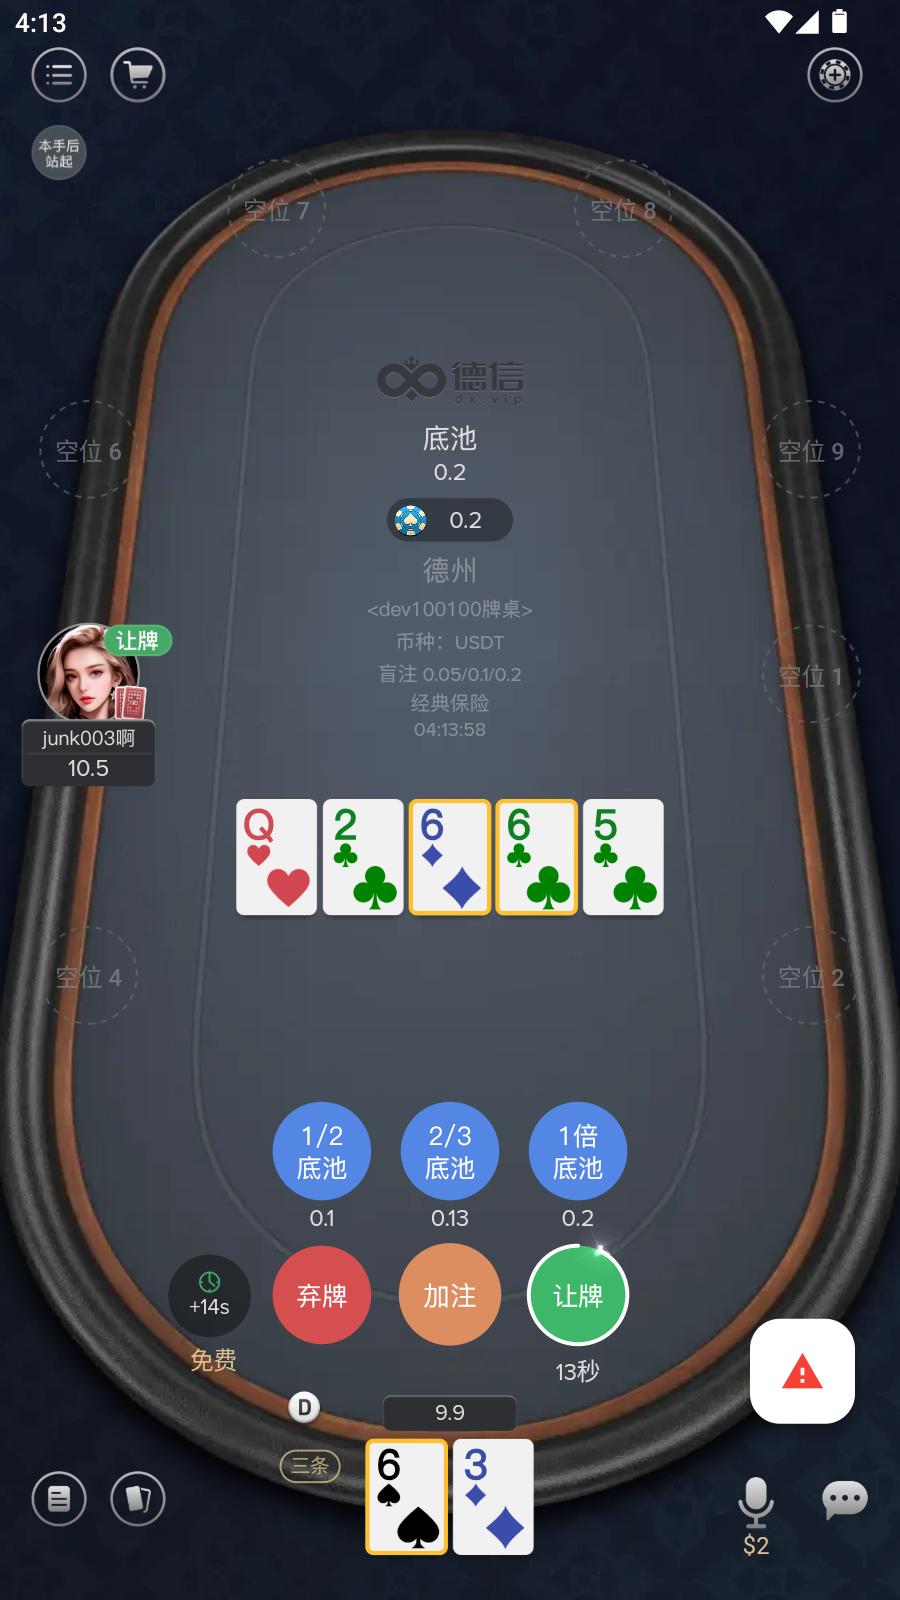 4:13
本手后
站起
空位 7
空位 8
德信
dx.vip
底池
0.2
空位 6
空位 9
0.2
德州
<dev100100牌桌>
让牌
币种：USDT
盲注 0.05/0.1/0.2
空位 1
经典保险
04:13:58
junk003啊
10.5
Q
2
6
6
5
空位 4
空位 2
1/2
底池
2/3
底池
1倍
底池
0.1
0.13
0.2
+14s
弃牌
加注
让牌
免费
13秒
D
9.9
三条
6
3
$2